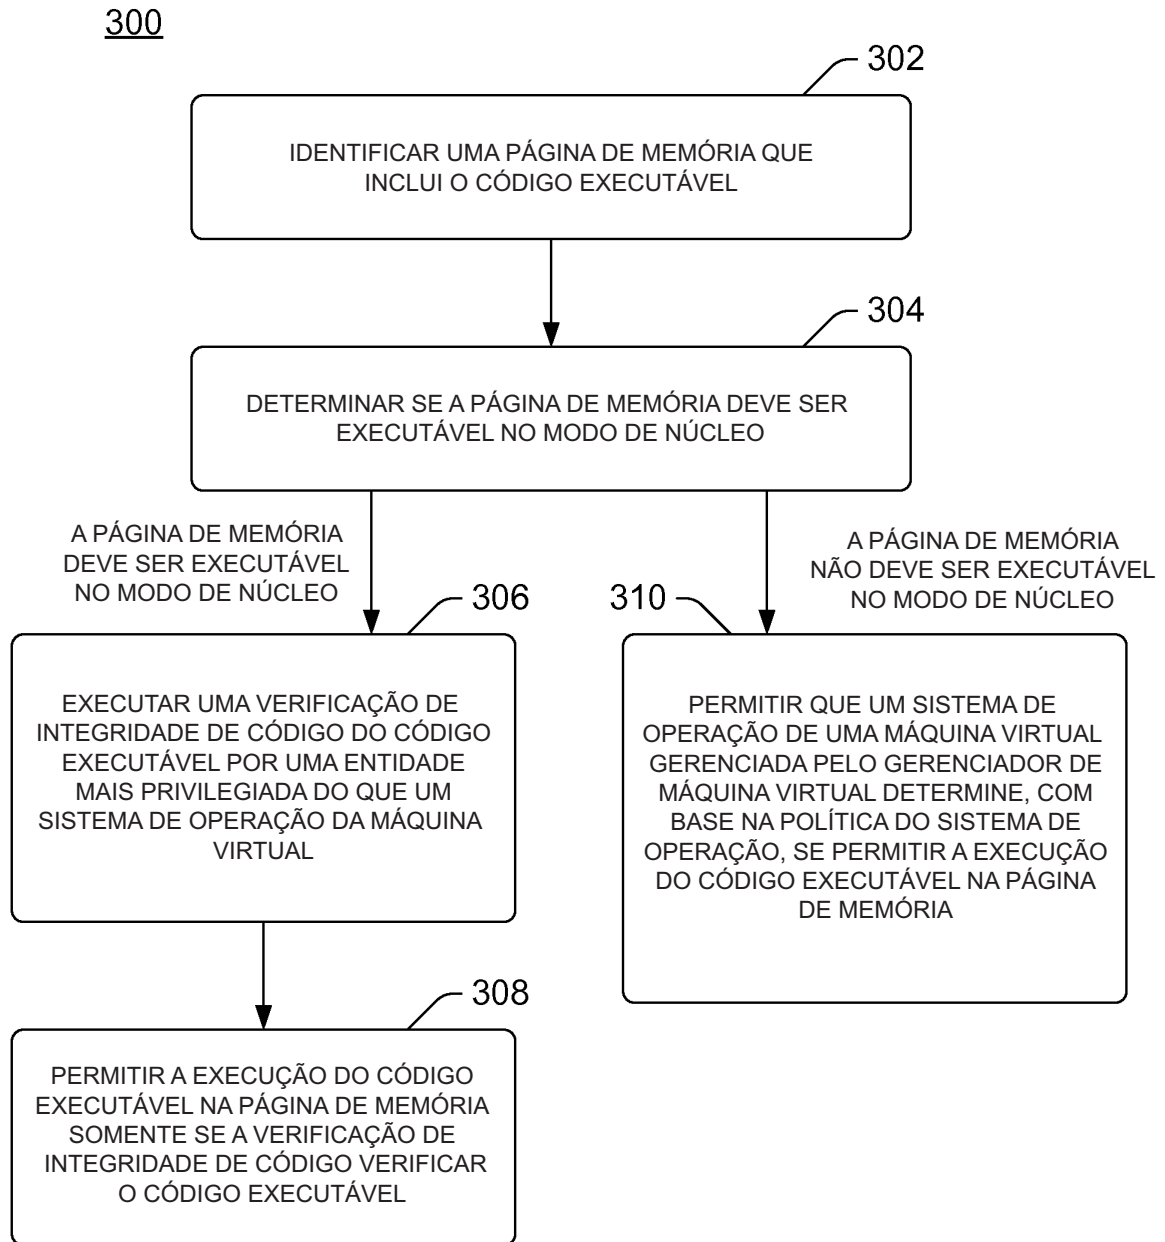 300
302
IDENTIFICAR UMA PÁGINA DE MEMÓRIA QUE
INCLUI O CÓDIGO EXECUTÁVEL
304
DETERMINAR SE A PÁGINA DE MEMÓRIA DEVE SER
EXECUTÁVEL NO MODO DE NÚCLEO
A PÁGINA DE MEMÓRIA
DEVE SER EXECUTÁVEL
NO MODO DE NÚCLEO
306
EXECUTAR UMA VERIFICAÇÃO DE
INTEGRIDADE DE CÓDIGO DO CÓDIGO
EXECUTÁVEL POR UMA ENTIDADE
MAIS PRIVILEGIADA DO QUE UM
SISTEMA DE OPERAÇÃO DA MÁQUINA
VIRTUAL
308
PERMITIR A EXECUÇÃO DO CÓDIGO
EXECUTÁVEL NA PÁGINA DE MEMÓRIA
SOMENTE SE A VERIFICAÇÃO DE
INTEGRIDADE DE CÓDIGO VERIFICAR
O CÓDIGO EXECUTÁVEL
A PÁGINA DE MEMÓRIA
NÃO DEVE SER EXECUTÁVEL
NO MODO DE NÚCLEO
310
PERMITIR QUE UM SISTEMA DE
OPERAÇÃO DE UMA MÁQUINA VIRTUAL
GERENCIADA PELO GERENCIADOR DE
MÁQUINA VIRTUAL DETERMINE, COM
BASE NA POLÍTICA DO SISTEMA DE
OPERAÇÃO, SE PERMITIR A EXECUÇÃO
DO CÓDIGO EXECUTÁVEL NA PÁGINA
DE MEMÓRIA